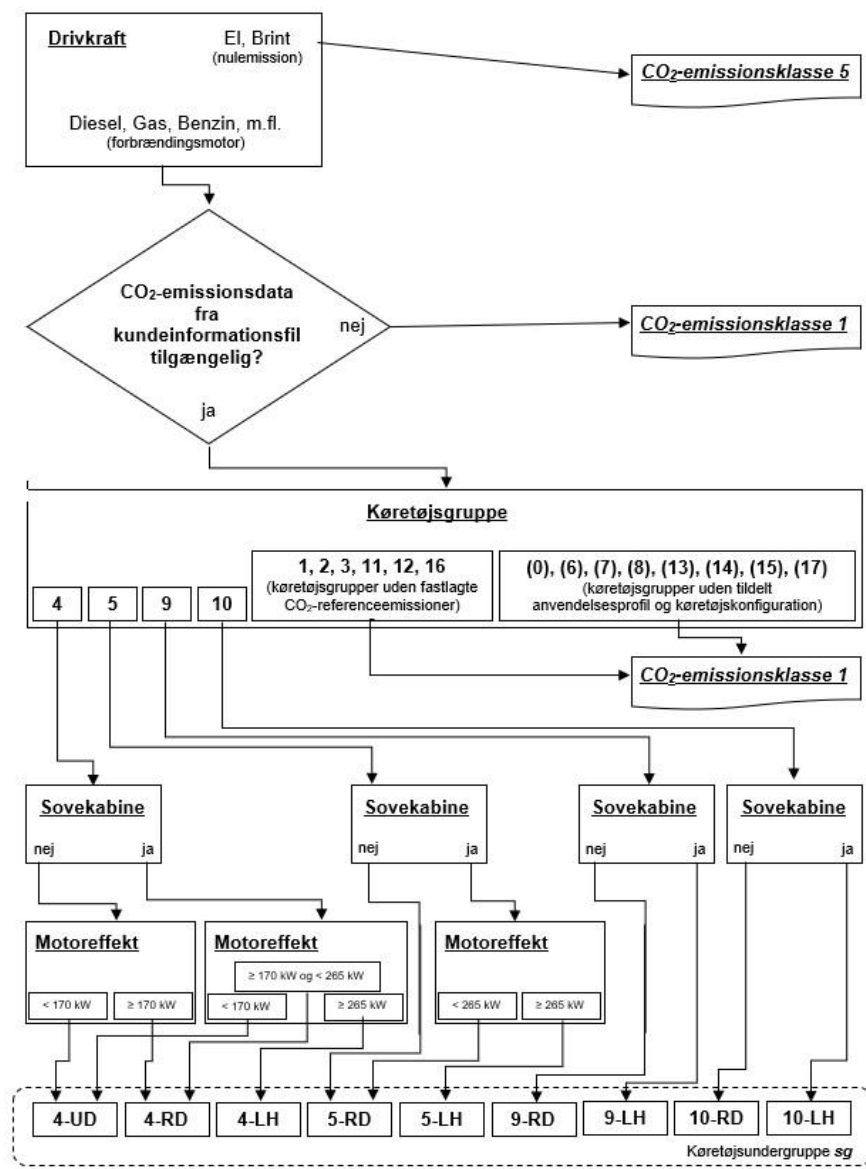 Drivkraft
El, Brint
(nulemission)
CO₂-emissionsklasse 5
Diesel, Gas, Benzin, m.fl.
(forbrændingsmotor)
CO₂-emissionsdata
fra
kundeinformationsfil
tilgængelig?
nej
ja
CO₂-emissionsklasse 1
Køretøjsgruppe
4
5
9
10
1, 2, 3, 11, 12, 16
(køretøjsgrupper uden fastlagte
CO₂-referenceemissioner)
(0), (6), (7), (8), (13), (14), (15), (17)
(køretøjsgrupper uden tildelt
anvendelsesprofil og køretøjskonfiguration)
CO₂-emissionsklasse 1
Sovekabine
nej ja
Sovekabine
nej ja
Sovekabine
nej ja
Sovekabine
nej ja
Motoreffekt
< 170 kW
≥ 170 kW
Motoreffekt
≥ 170 kW og < 265 kW
< 170 kW
≥ 265 kW
Motoreffekt
< 265 kW
≥ 265 kW
4-UD
4-RD
4-LH
5-RD
5-LH
9-RD
9-LH
10-RD
10-LH
Køretøjsundergruppe sg